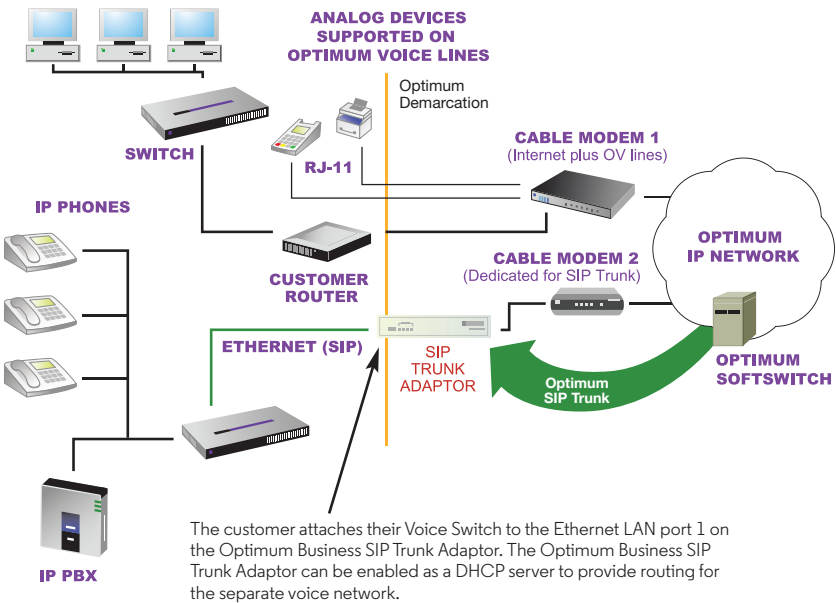 ANALOG DEVICES
SUPPORTED ON
OPTIMUM VOICE LINES
Optimum
Demarcation
SWITCH
RJ-11
CABLE MODEM 1
(Internet plus OV lines)
IP PHONES
CUSTOMER
ROUTER
CABLE MODEM 2
(Dedicated for SIP Trunk)
OPTIMUM
IP NETWORK
ETHERNET (SIP)
SIP
TRUNK
ADAPTOR
Optimum
SIP Trunk
OPTIMUM
SOFTSWITCH
IP PBX
The customer attaches their Voice Switch to the Ethernet LAN port 1 on
the Optimum Business SIP Trunk Adaptor. The Optimum Business SIP
Trunk Adaptor can be enabled as a DHCP server to provide routing for
the separate voice network.